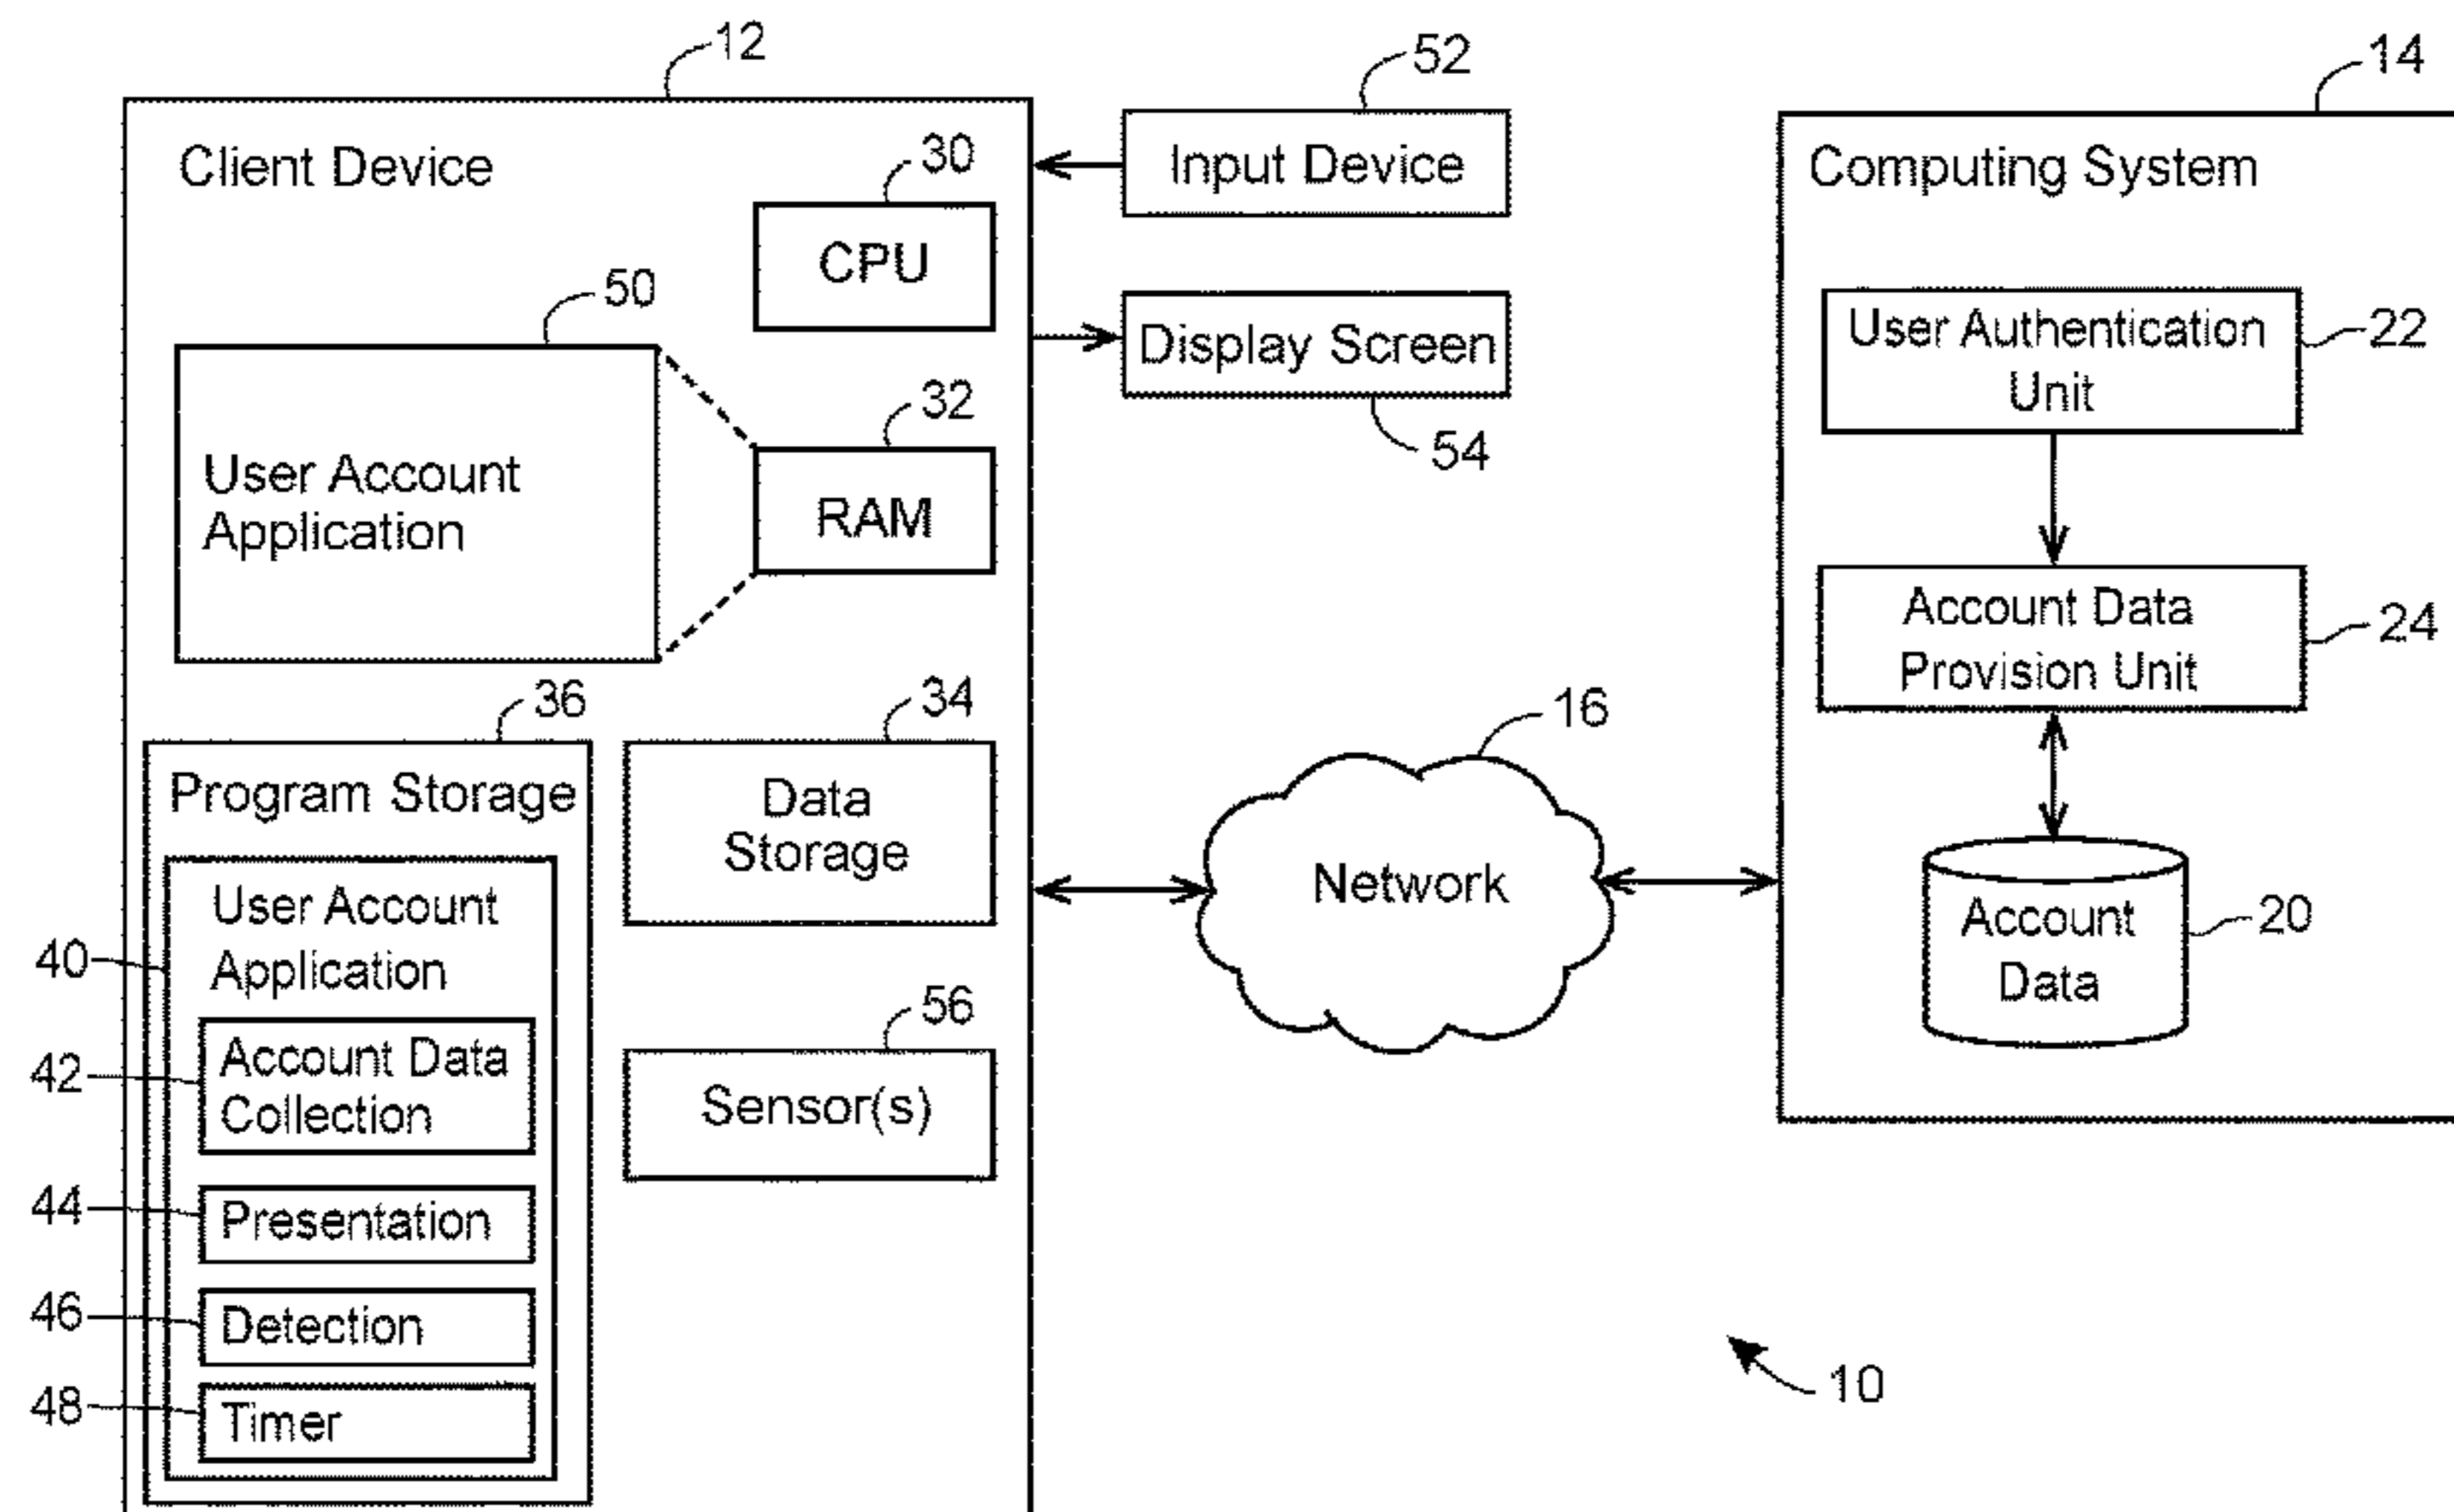 12
Client Device
30
CPU
50
User Account
Application
32
RAM
36
Program Storage
34
Data
Storage
40
User Account
Application
42
Account Data
Collection
56
Sensor(s)
44
Presentation
46
Detection
48
Timer
52
Input Device
Display Screen
54
16
Network
14
Computing System
User Authentication
Unit
22
Account Data
Provision Unit
24
Account
Data
20
10